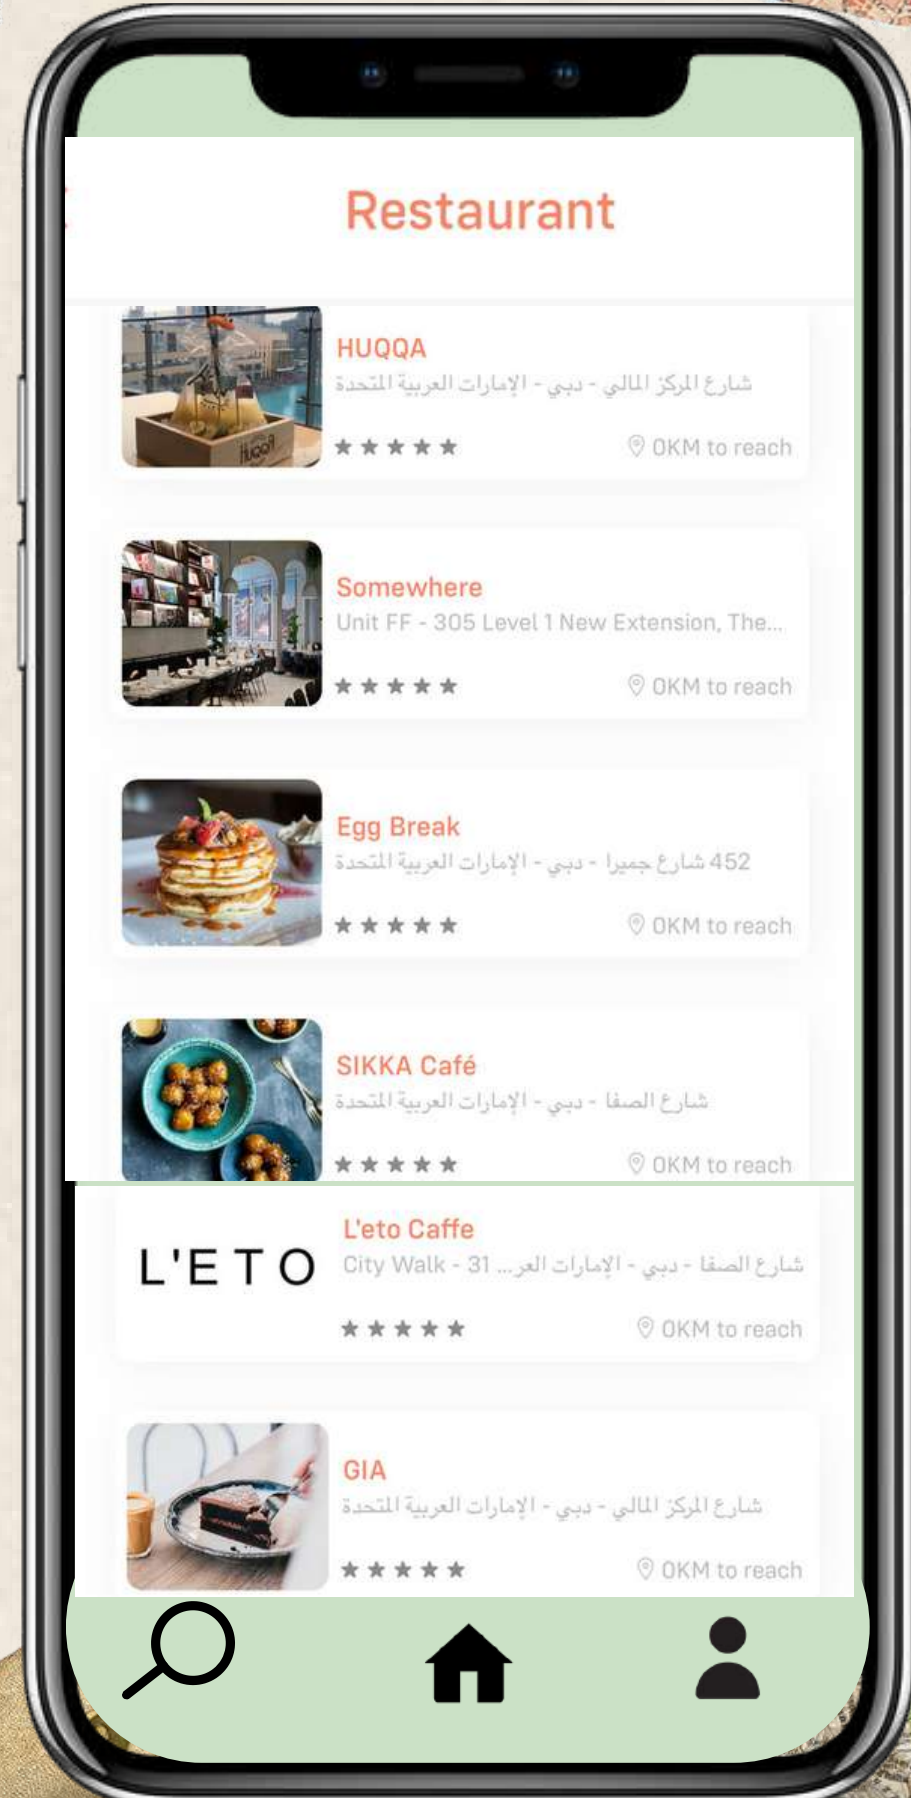 Restaurant
HUQQA
شارع المركز المالي - دبي - الإمارات العربية المتحدة
0KM to reach
HuQQa
Somewhere
Unit FF - 305 Level 1 New Extension, The...
0KM to reach
Egg Break
452 شارع جميرا - دبي - الإمارات العربية المتحدة
0KM to reach
SIKKA Café
شارع الصفا - دبي - الإمارات العربية المتحدة
0KM to reach
L'ETO
L'eto Caffe
City Walk - 31 ...شارع الصفا - دبي - الإمارات العر
0KM to reach
GIA
شارع المركز المالي - دبي - الإمارات العربية المتحدة
0KM to reach